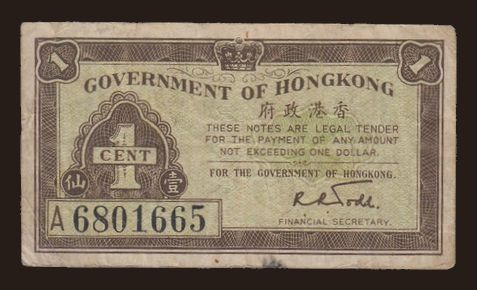 1
1
GOVERNMENT OF HONGKONG
府政港香
THESE NOTES ARE LEGAL TENDER
FOR THE PAYMENT OF ANY AMOUNT
NOT EXCEEDING ONE DOLLAR.
FOR THE GOVERNMENT OF HONGKONG.
1
CENT
仙 壹
A 6801665
R R Todd.
FINANCIAL SECRETARY.